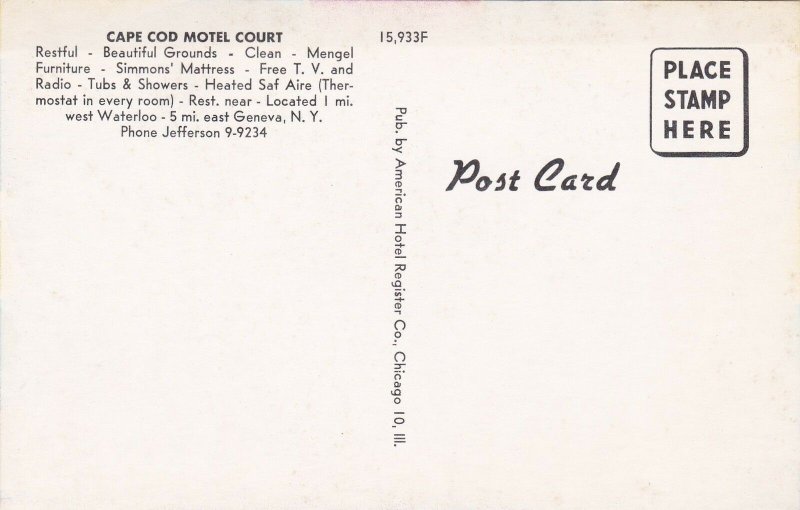 CAPE COD MOTEL COURT
Restful - Beautiful Grounds - Clean - Mengel
Furniture - Simmons' Mattress - Free T. V. and
Radio - Tubs & Showers - Heated Saf Aire (Ther-
mostat in every room) - Rest. near - Located 1 mi.
west Waterloo - 5 mi. east Geneva, N. Y.
Phone Jefferson 9-9234
15,933F
Pub. by American Hotel Register Co., Chicago 10, Ill.
PLACE
STAMP
HERE
Post Card